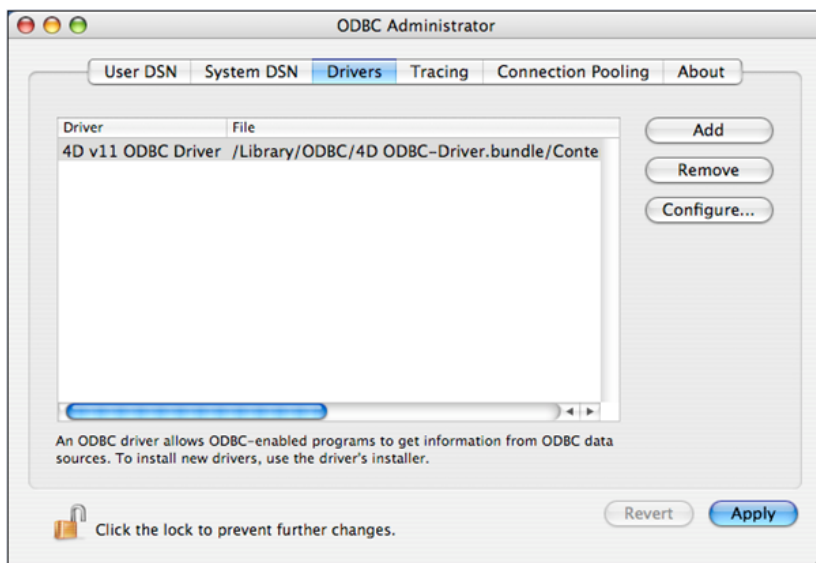 ODBC Administrator
User DSN System DSN Drivers Tracing Connection Pooling About
Driver File
4D v11 ODBC Driver /Library/ODBC/4D ODBC-Driver.bundle/Conte
Add
Remove
Configure...
An ODBC driver allows ODBC-enabled programs to get information from ODBC data
sources. To install new drivers, use the driver's installer.
Click the lock to prevent further changes.
Revert Apply